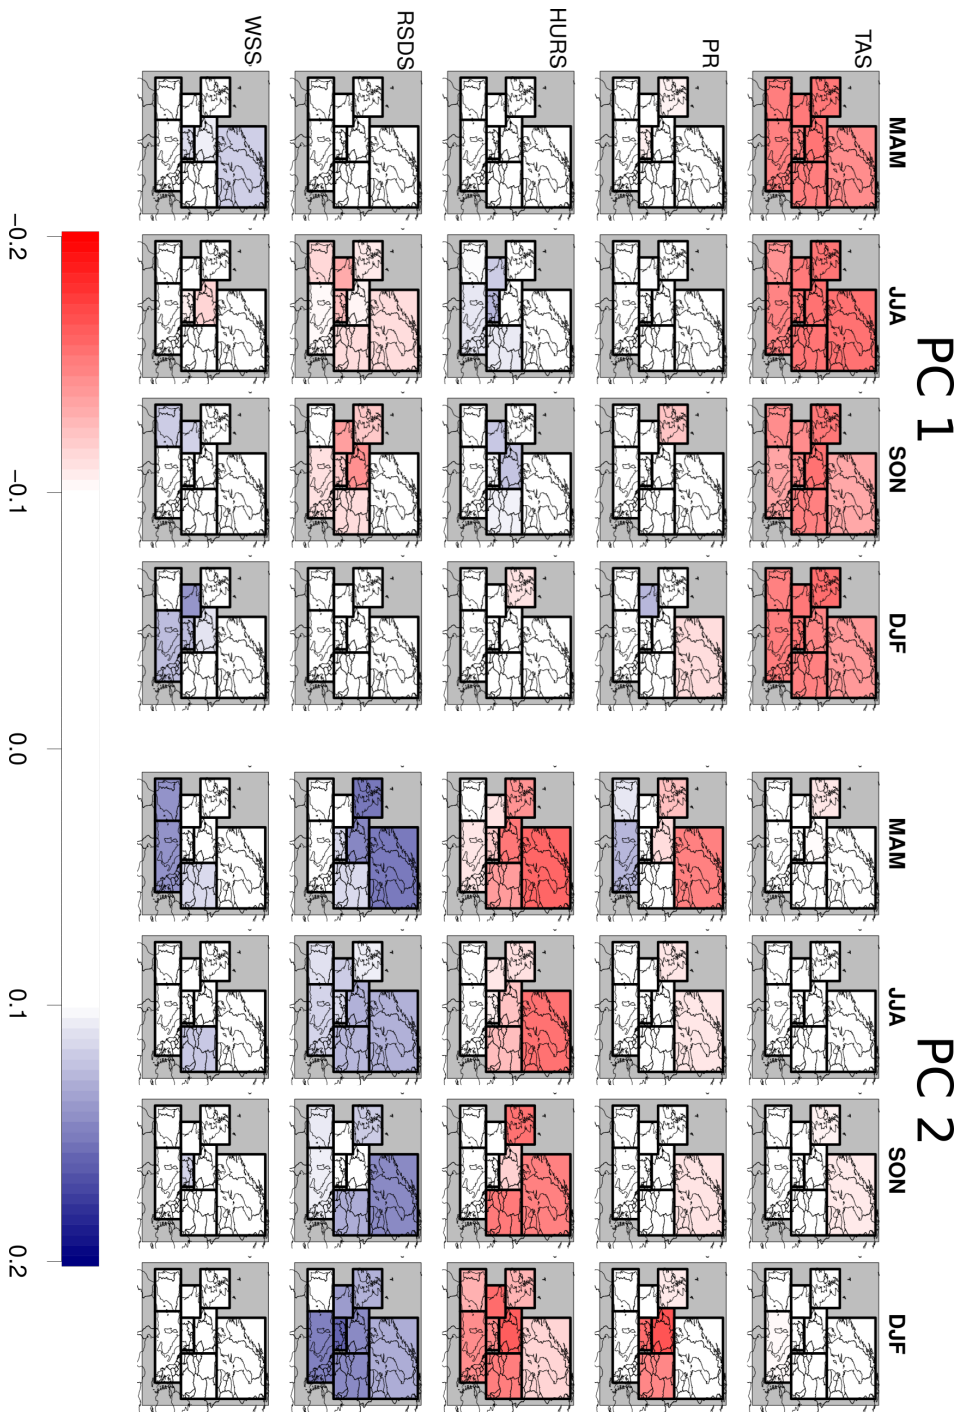 PC 1
PC 2
MAM
JJA
SON
DJF
MAM
JJA
SON
DJF
TAS
PR
HURS
RSDS
WSS
−0.2
−0.1
0.0
0.1
0.2